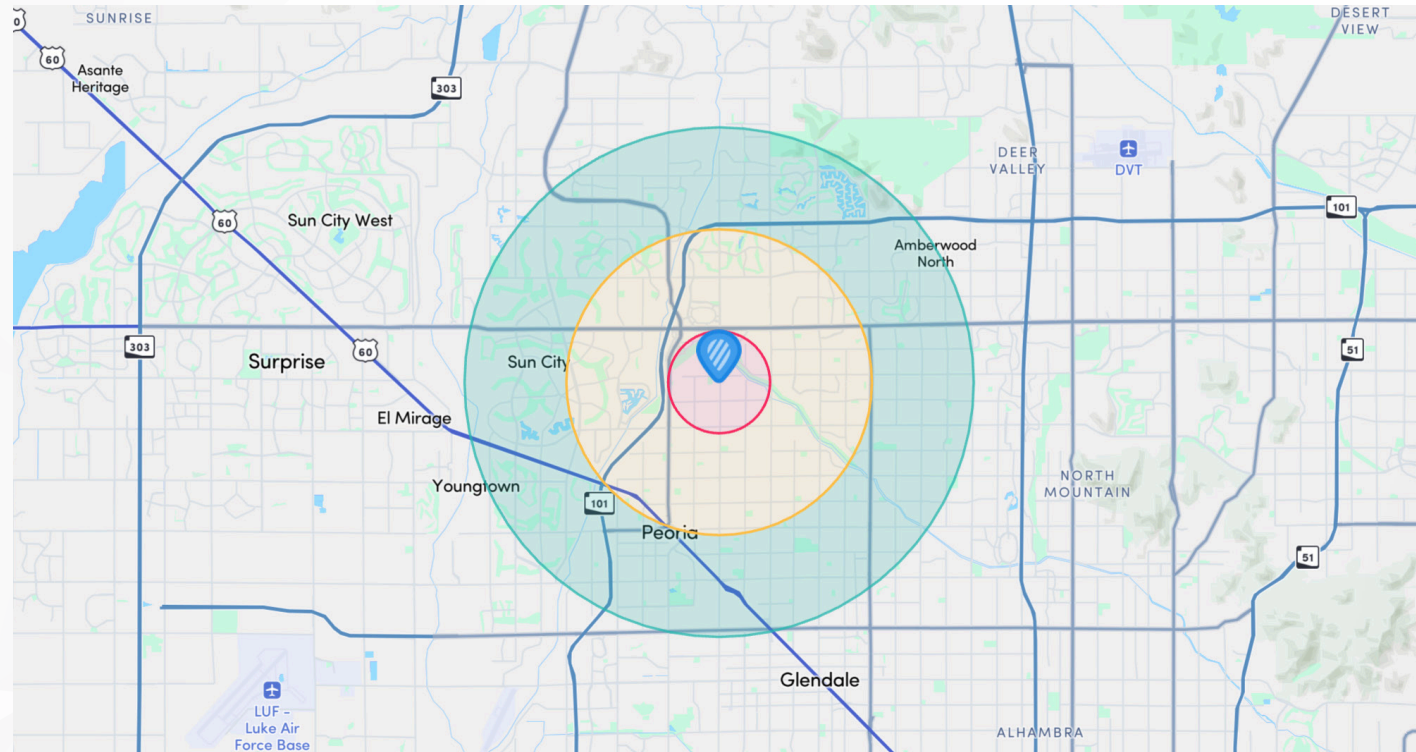 SUNRISE
DESERT
VIEW
0
60
Asante
Heritage
303
DEER
VALLEY
DVT
101
60
Sun City West
Amberwood
North
303
Surprise
60
Sun City
51
El Mirage
Youngtown
101
NORTH
MOUNTAIN
Peoria
51
Glendale
LUF -
Luke Air
Force Base
ALHAMBRA